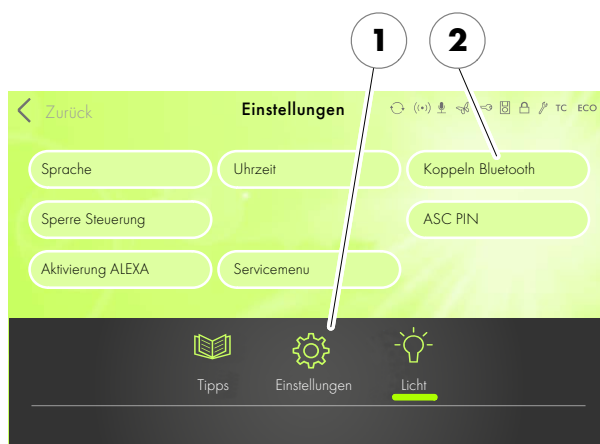 1 2
Zurück Einstellungen TC ECO
Sprache Uhrzeit Koppeln Bluetooth
Sperre Steuerung ASC PIN
Aktivierung ALEXA Servicemenu
Tipps Einstellungen Licht